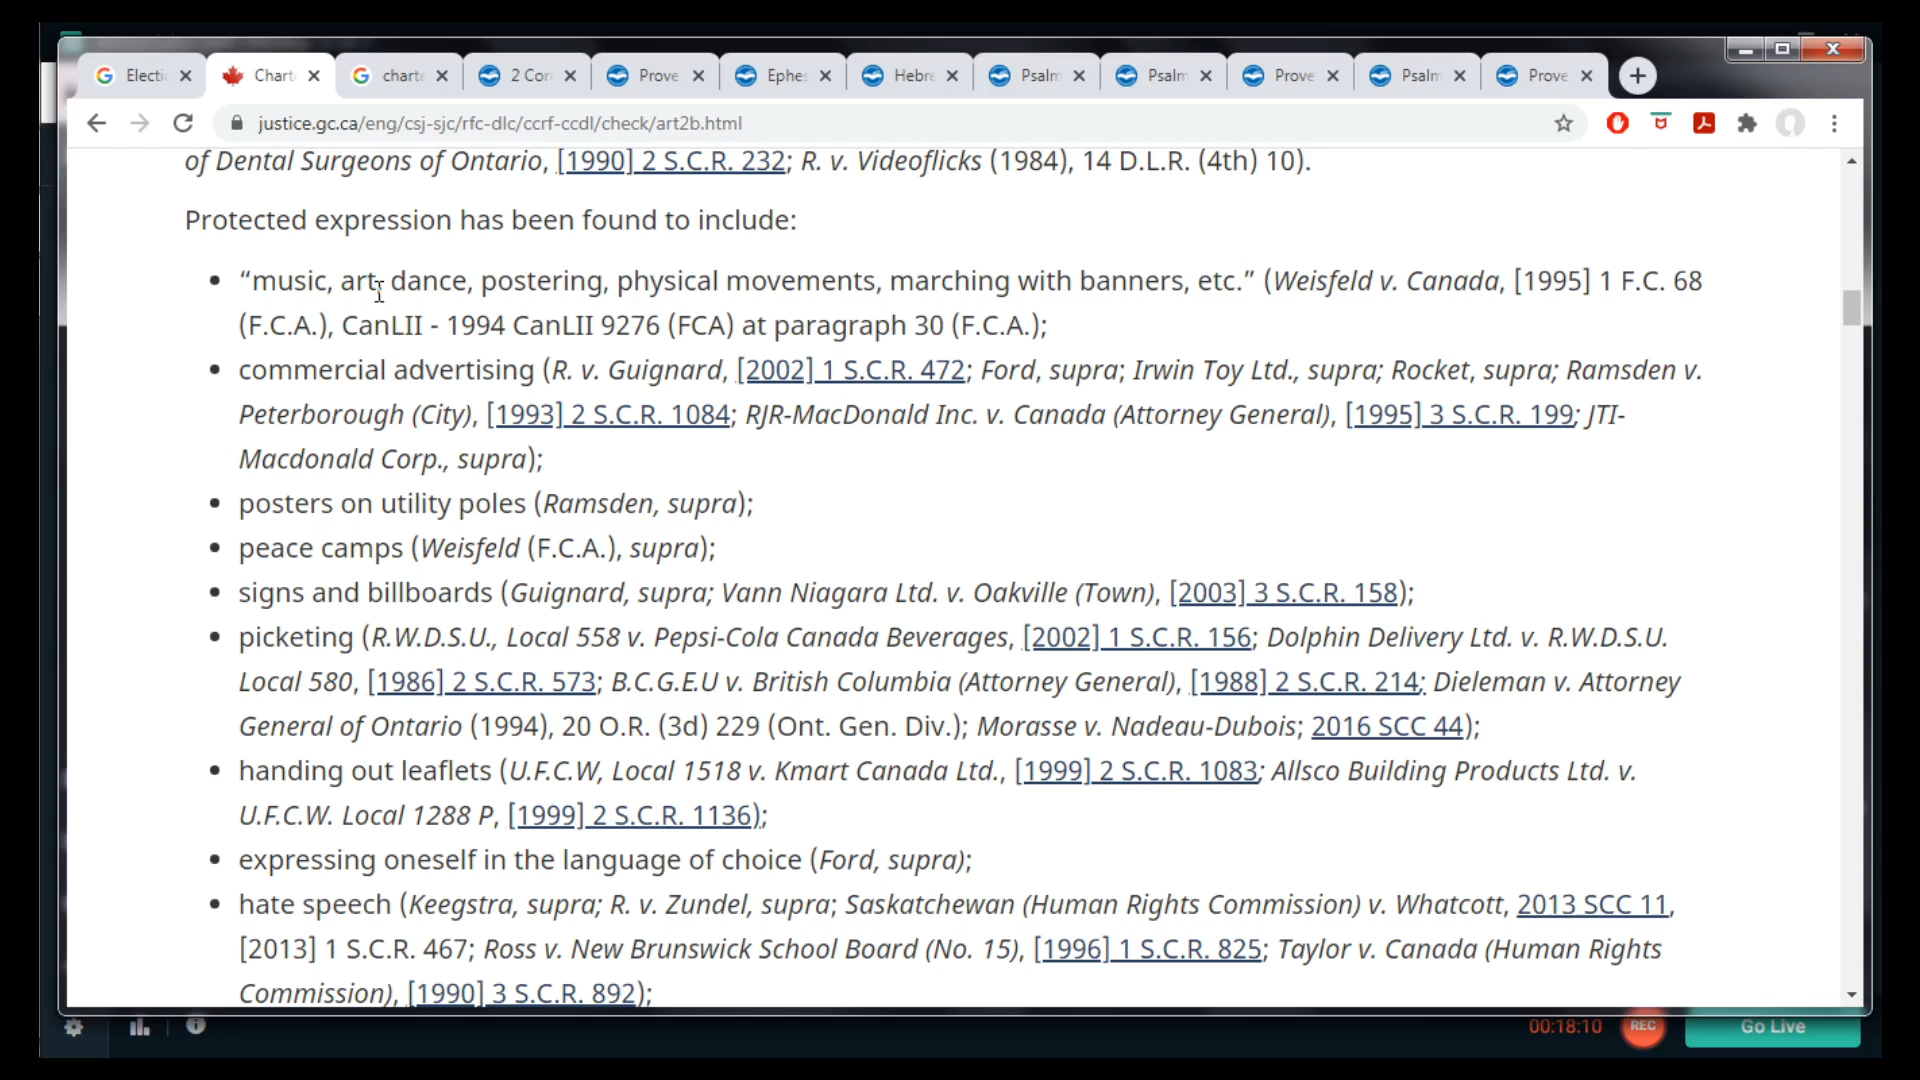 Electi
Chart
charte
2 Cor
Prove
Ephes
Hebre
Psalm
Psalm
Prove
Psalm
Prove
justice.gc.ca/eng/csj-sjc/rfc-dlc/ccrf-ccdl/check/art2b.html
of Dental Surgeons of Ontario, [1990] 2 S.C.R. 232; R. v. Videoflicks (1984), 14 D.L.R. (4th) 10).
Protected expression has been found to include:
• “music, art, dance, postering, physical movements, marching with banners, etc.” (Weisfeld v. Canada, [1995] 1 F.C. 68
(F.C.A.), CanLII - 1994 CanLII 9276 (FCA) at paragraph 30 (F.C.A.);
• commercial advertising (R. v. Guignard, [2002] 1 S.C.R. 472; Ford, supra; Irwin Toy Ltd., supra; Rocket, supra; Ramsden v.
Peterborough (City), [1993] 2 S.C.R. 1084; RJR-MacDonald Inc. v. Canada (Attorney General), [1995] 3 S.C.R. 199; JTI-
Macdonald Corp., supra);
• posters on utility poles (Ramsden, supra);
• peace camps (Weisfeld (F.C.A.), supra);
• signs and billboards (Guignard, supra; Vann Niagara Ltd. v. Oakville (Town), [2003] 3 S.C.R. 158);
• picketing (R.W.D.S.U., Local 558 v. Pepsi-Cola Canada Beverages, [2002] 1 S.C.R. 156; Dolphin Delivery Ltd. v. R.W.D.S.U.
Local 580, [1986] 2 S.C.R. 573; B.C.G.E.U v. British Columbia (Attorney General), [1988] 2 S.C.R. 214; Dieleman v. Attorney
General of Ontario (1994), 20 O.R. (3d) 229 (Ont. Gen. Div.); Morasse v. Nadeau-Dubois; 2016 SCC 44);
• handing out leaflets (U.F.C.W, Local 1518 v. Kmart Canada Ltd., [1999] 2 S.C.R. 1083; Allsco Building Products Ltd. v.
U.F.C.W. Local 1288 P, [1999] 2 S.C.R. 1136);
• expressing oneself in the language of choice (Ford, supra);
• hate speech (Keegstra, supra; R. v. Zundel, supra; Saskatchewan (Human Rights Commission) v. Whatcott, 2013 SCC 11,
[2013] 1 S.C.R. 467; Ross v. New Brunswick School Board (No. 15), [1996] 1 S.C.R. 825; Taylor v. Canada (Human Rights
Commission), [1990] 3 S.C.R. 892);
00:18:10
REC
Go Live